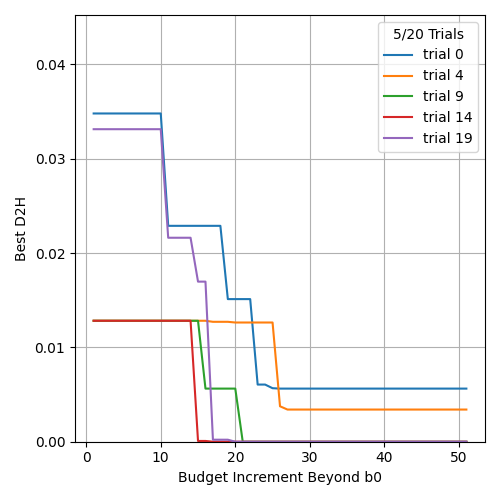 5/20 Trials
trial 0
trial 4
trial 9
trial 14
trial 19
0.04
0.03
0.02
0.01
0.00
Best D2H
0 10 20 30 40 50
Budget Increment Beyond b0